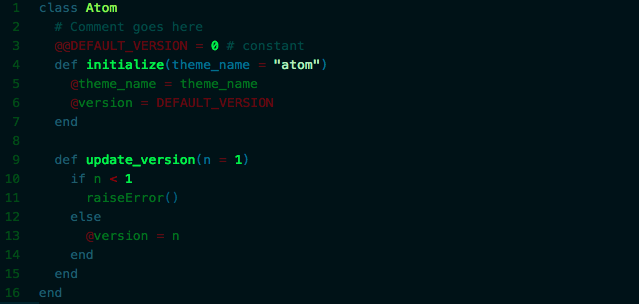 1 class Atom
2   # Comment goes here
3   @@DEFAULT_VERSION = 0 # constant
4   def initialize(theme_name = "atom")
5     @theme_name = theme_name
6     @version = DEFAULT_VERSION
7   end
8
9   def update_version(n = 1)
10     if n < 1
11       raiseError()
12     else
13       @version = n
14     end
15   end
16 end